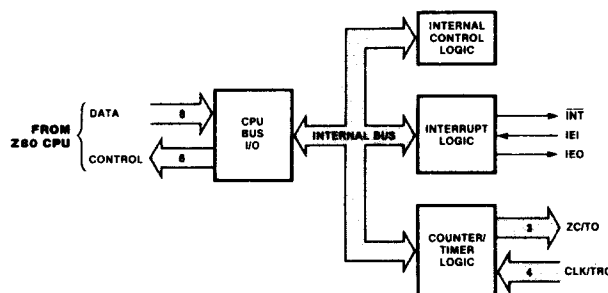 INTERNAL
CONTROL
LOGIC
DATA
8
FROM
Z80 CPU
CONTROL
6
CPU
BUS
I/O
INTERNAL BUS
INTERRUPT
LOGIC
INT
IEI
IEO
COUNTER/
TIMER
LOGIC
3
ZC/TO
4
CLK/TRG